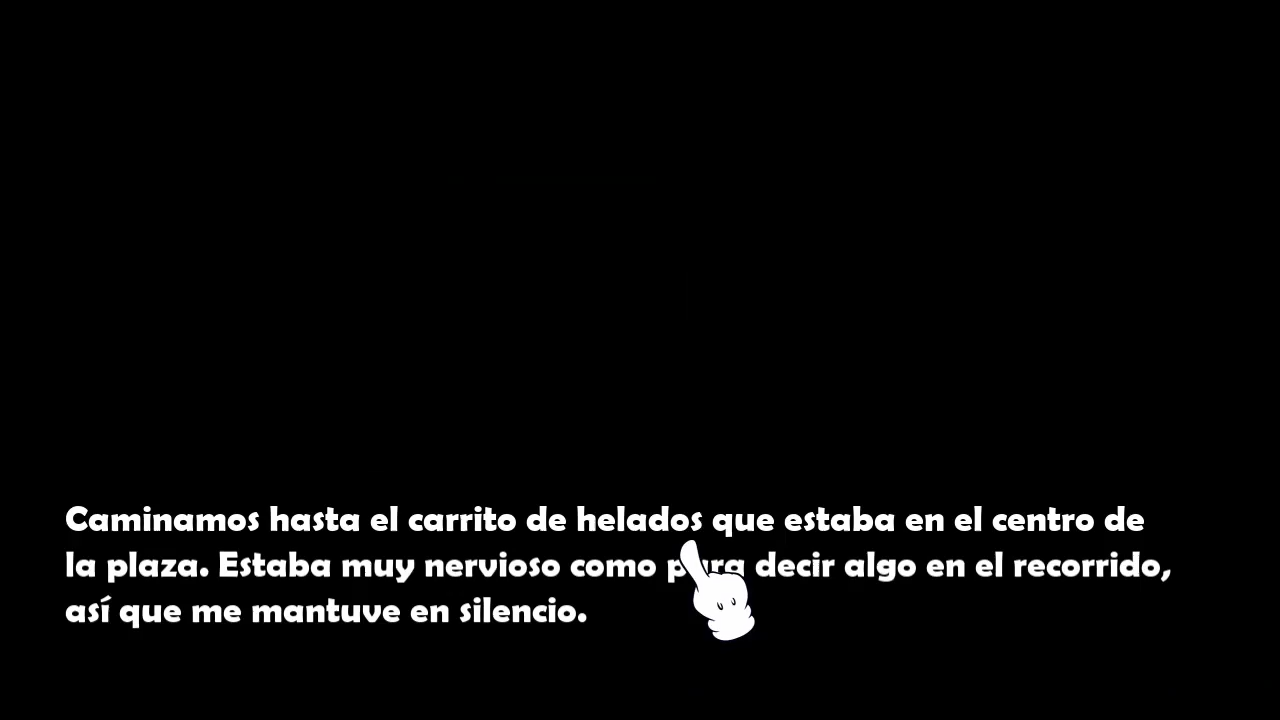 Caminamos hasta el carrito de helados que estaba en el centro de
la plaza. Estaba muy nervioso como para decir algo en el recorrido,
así que me mantuve en silencio.